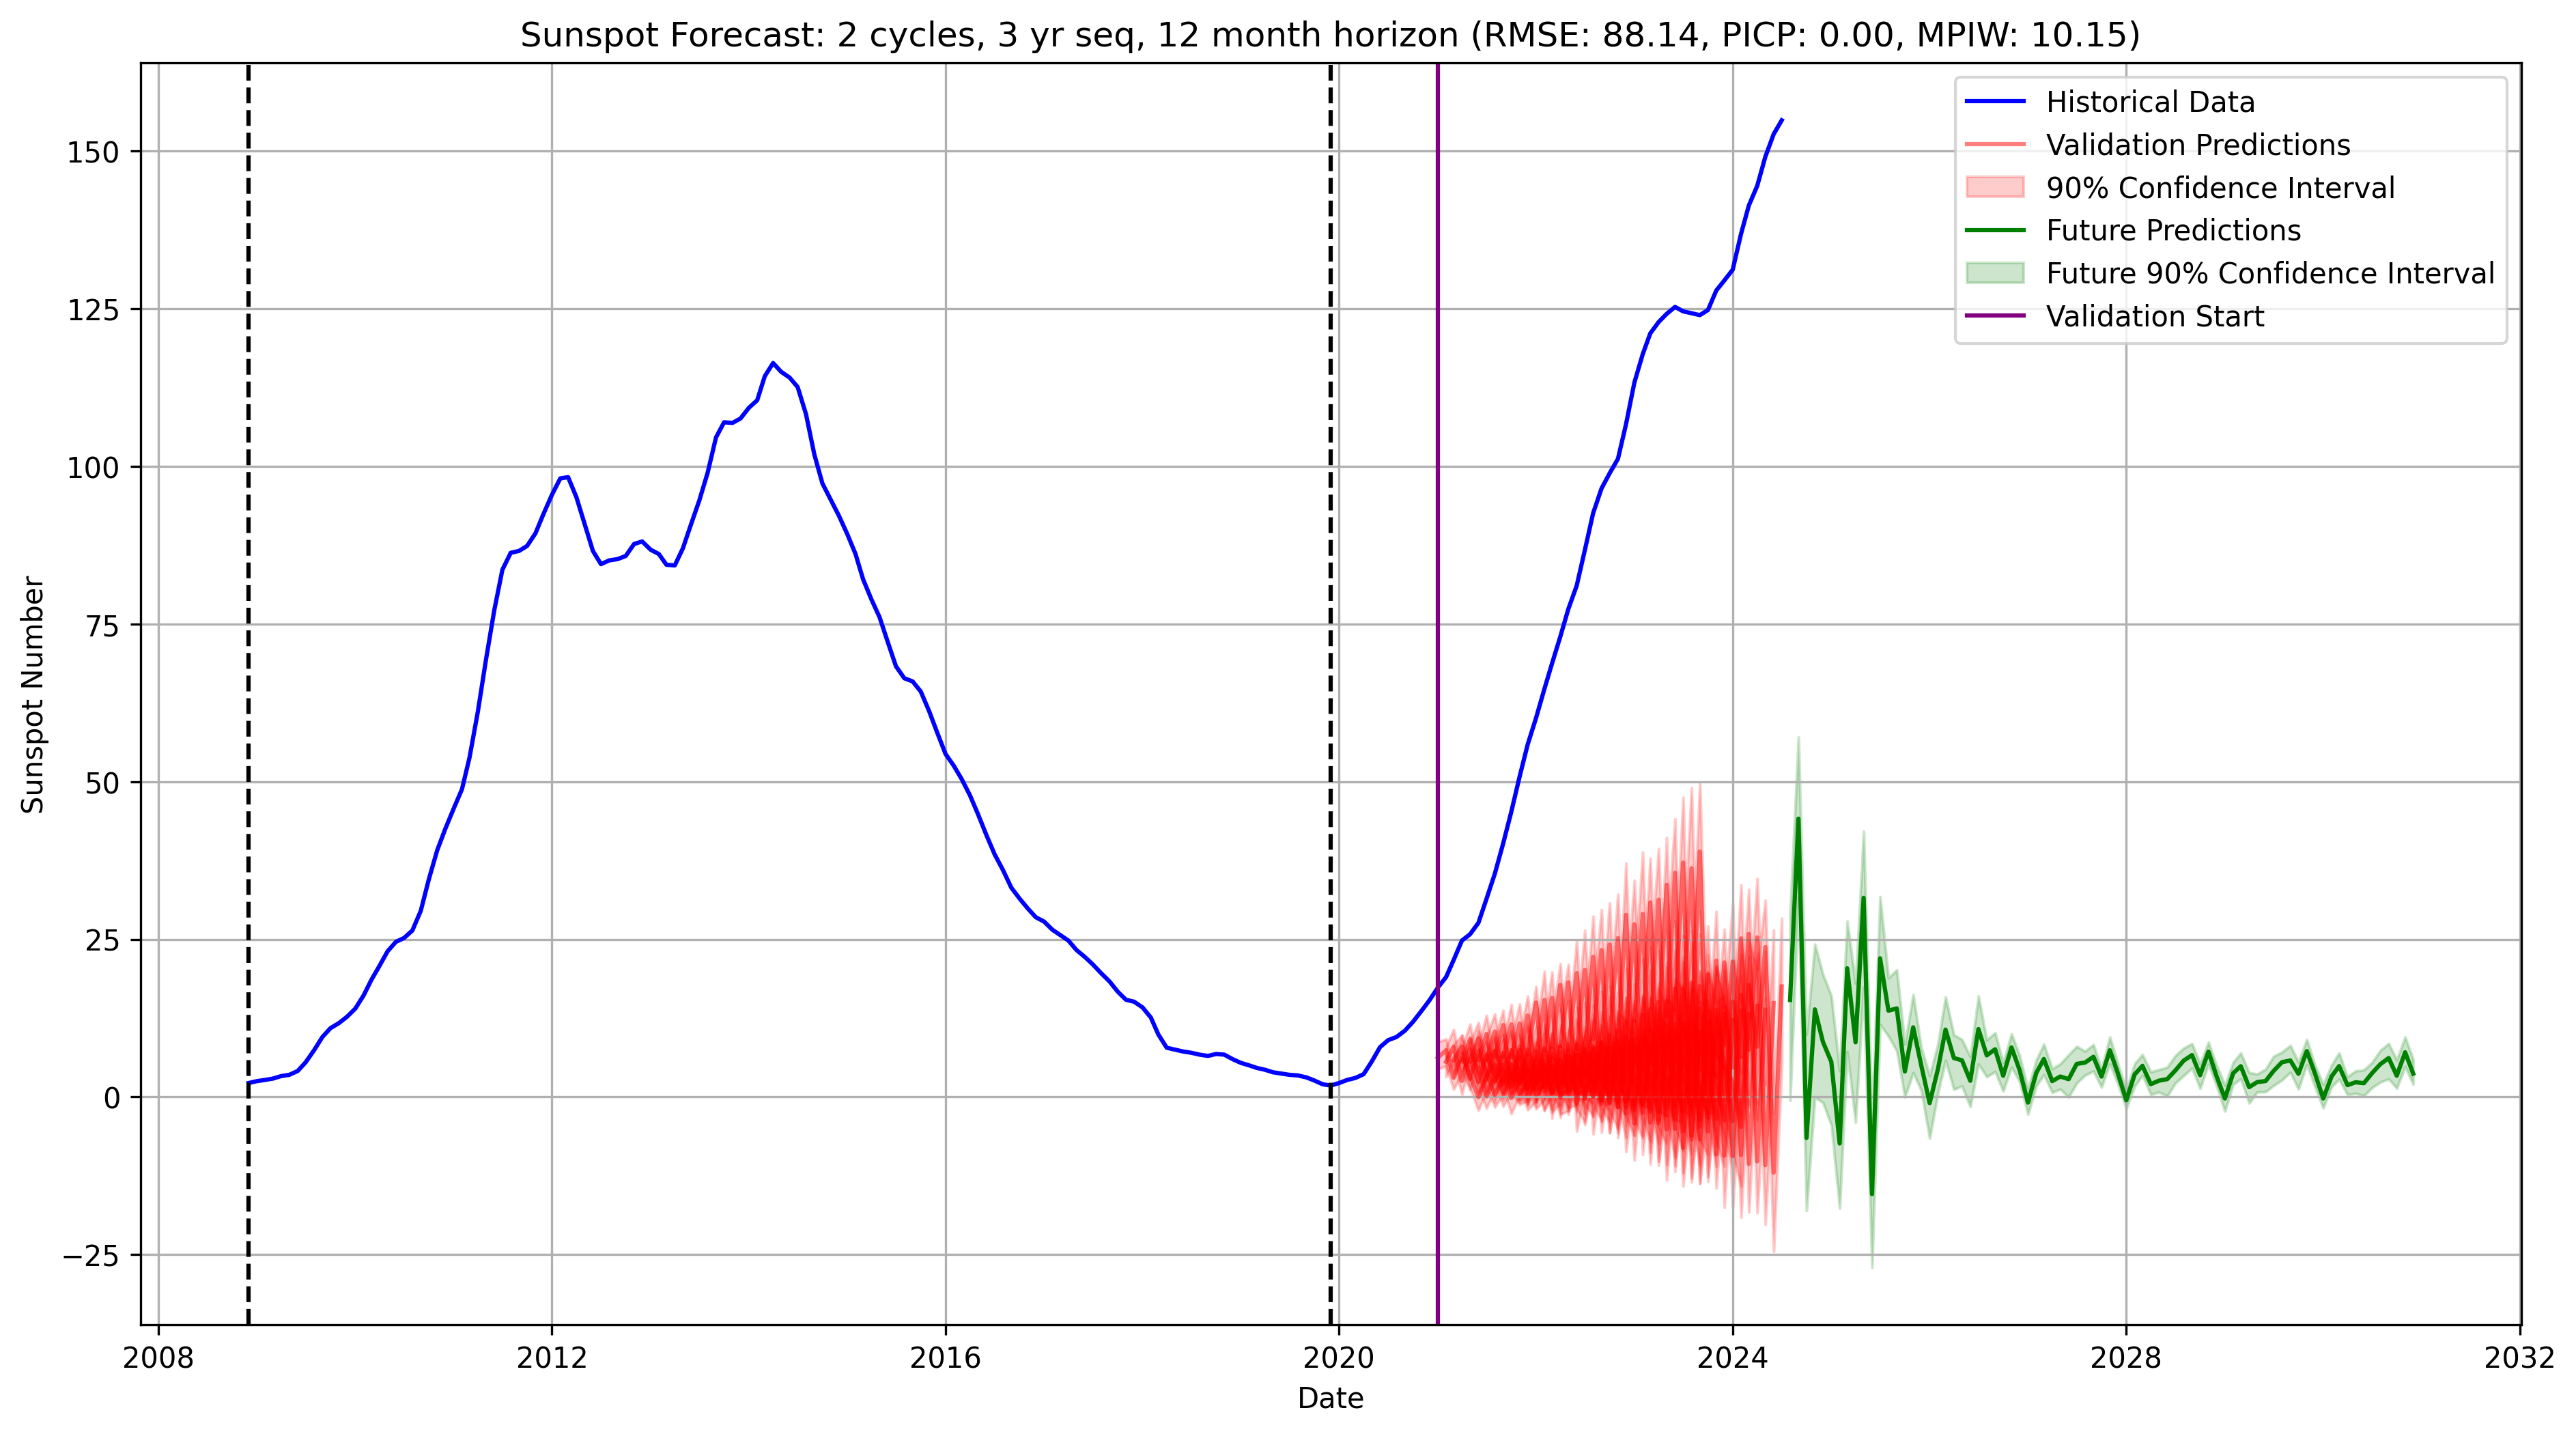 Sunspot Forecast: 2 cycles, 3 yr seq, 12 month horizon (RMSE: 88.14, PICP: 0.00, MPIW: 10.15)
Historical Data
Validation Predictions
90% Confidence Interval
Future Predictions
Future 90% Confidence Interval
Validation Start
Sunspot Number
150
125
100
75
50
25
0
−25
2008
2012
2016
2020
2024
2028
2032
Date